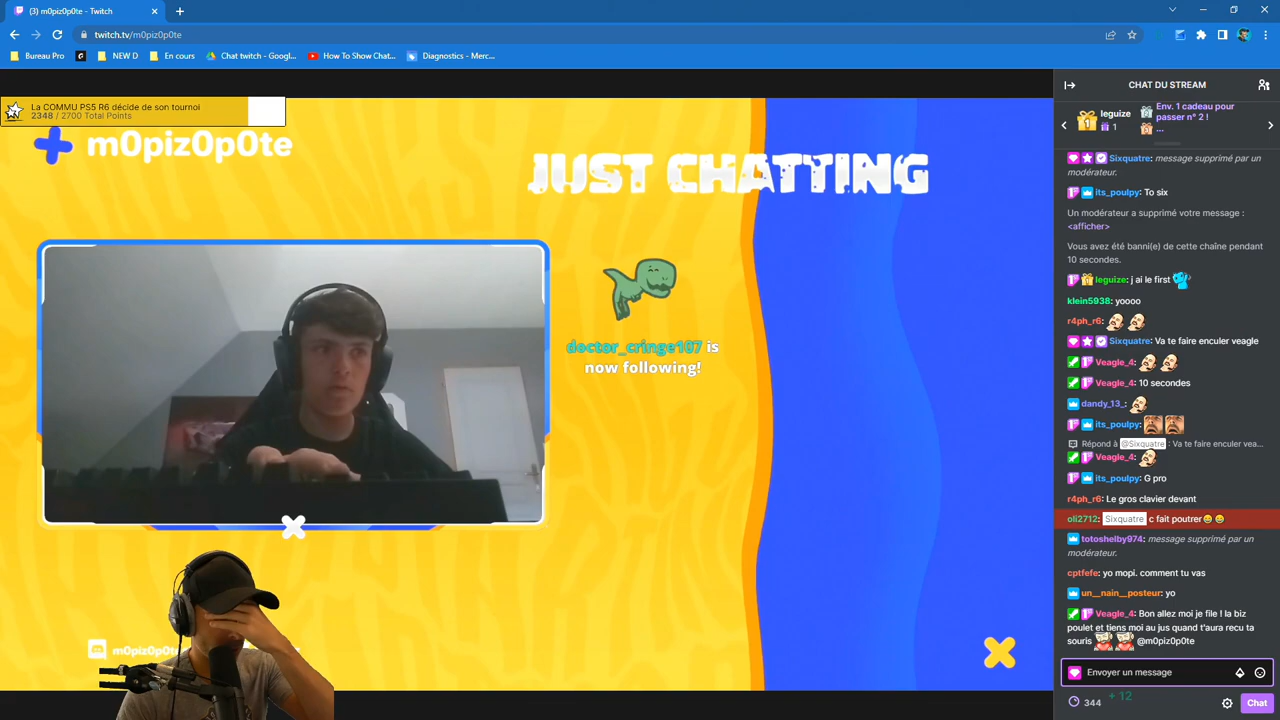 (3) m0piz0p0te - Twitch
twitch.tv/m0piz0p0te
Bureau Pro
NEW D
En cours
Chat twitch - Googl...
How To Show Chat...
Diagnostics - Merc...
La COMMU PS5 R6 décide de son tournoi
2348 / 2700 Total Points
m0piz0p0te
JUST CHATTING
doctor_cringe107 is
now following!
m0piz0p0te
CHAT DU STREAM
leguize
1
Env. 1 cadeau pour
passer n° 2 !
...
Sixquatre: message supprimé par un
modérateur.
its_poulpy: To six
Un modérateur a supprimé votre message :
<afficher>
Vous avez été banni(e) de cette chaîne pendant
10 secondes.
leguize: j ai le first
klein5938: yoooo
r4ph_r6:
Sixquatre: Va te faire enculer veagle
Veagle_4:
Veagle_4: 10 secondes
dandy_13_:
its_poulpy:
Répond à @Sixquatre : Va te faire enculer vea...
Veagle_4:
its_poulpy: G pro
r4ph_r6: Le gros clavier devant
oli2712: Sixquatre c fait poutrer😄 😄
totoshelby974: message supprimé par un
modérateur.
cptfefe: yo mopi. comment tu vas
un__nain_posteur: yo
Veagle_4: Bon allez moi je file ! la biz
poulet et tiens moi au jus quand t'aura recu ta
souris @m0piz0p0te
Envoyer un message
344 + 12
Chat